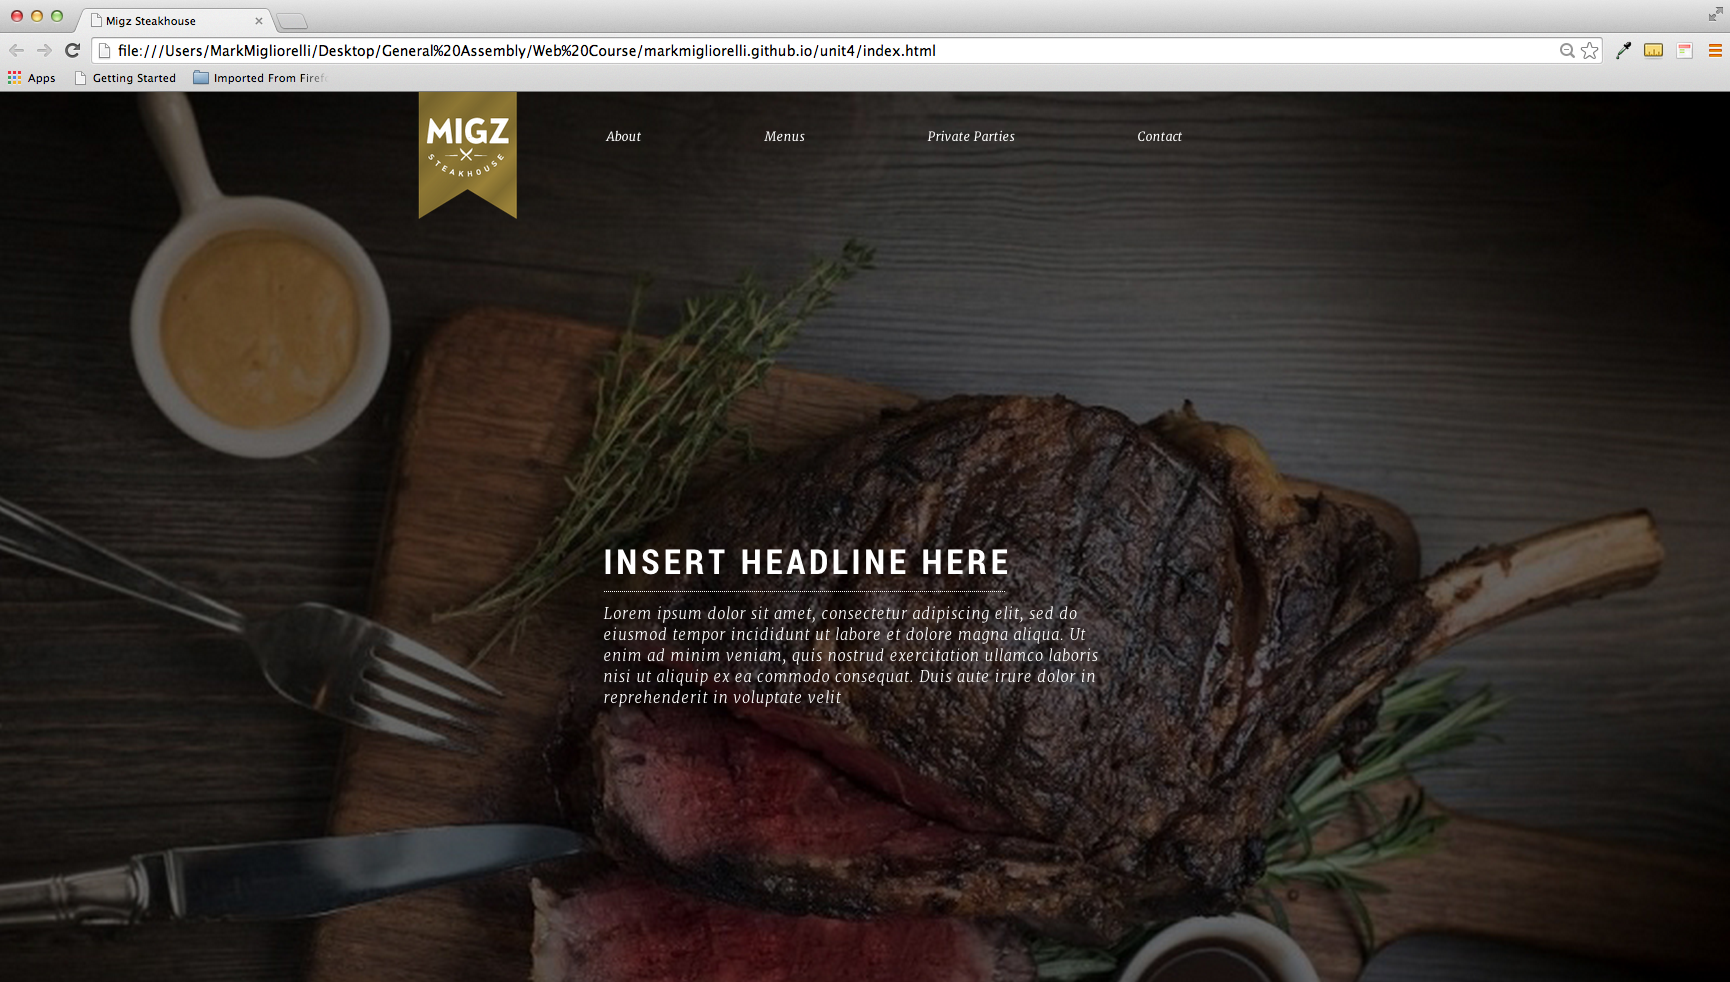 Migz Steakhouse
file:///Users/MarkMigliorelli/Desktop/General%20Assembly/Web%20Course/markmigliorelli.github.io/unit4/index.html
Apps
Getting Started
Imported From Firef
MIGZ
STEAKHOUSE
About
Menus
Private Parties
Contact
INSERT HEADLINE HERE
Lorem ipsum dolor sit amet, consectetur adipiscing elit, sed do
eiusmod tempor incididunt ut labore et dolore magna aliqua. Ut
enim ad minim veniam, quis nostrud exercitation ullamco laboris
nisi ut aliquip ex ea commodo consequat. Duis aute irure dolor in
reprehenderit in voluptate velit